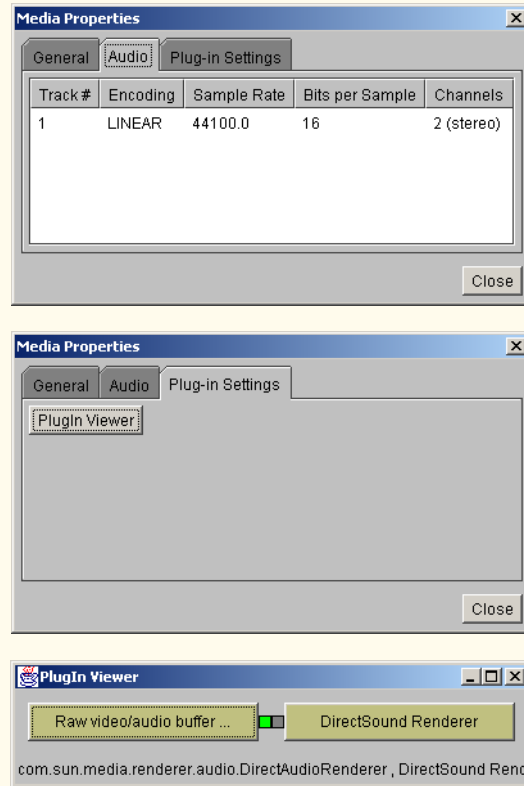 Media Properties
General Audio Plug-in Settings
Track # Encoding Sample Rate Bits per Sample Channels
1 LINEAR 44100.0 16 2 (stereo)
Close
Media Properties
General Audio Plug-in Settings
PlugIn Viewer
Close
PlugIn Viewer
Raw video/audio buffer ... DirectSound Renderer
com.sun.media.renderer.audio.DirectAudioRenderer , DirectSound Rend